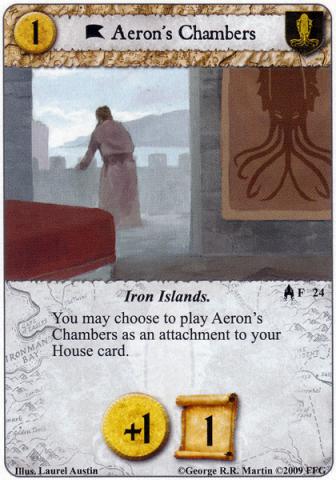 1
Aeron's Chambers
Iron Islands.
F 24
You may choose to play Aeron's
Chambers as an attachment to your
House card.
IRONMAN
BAY
+1
1
Illus. Laurel Austin
©George R.R. Martin ©2009 FFG